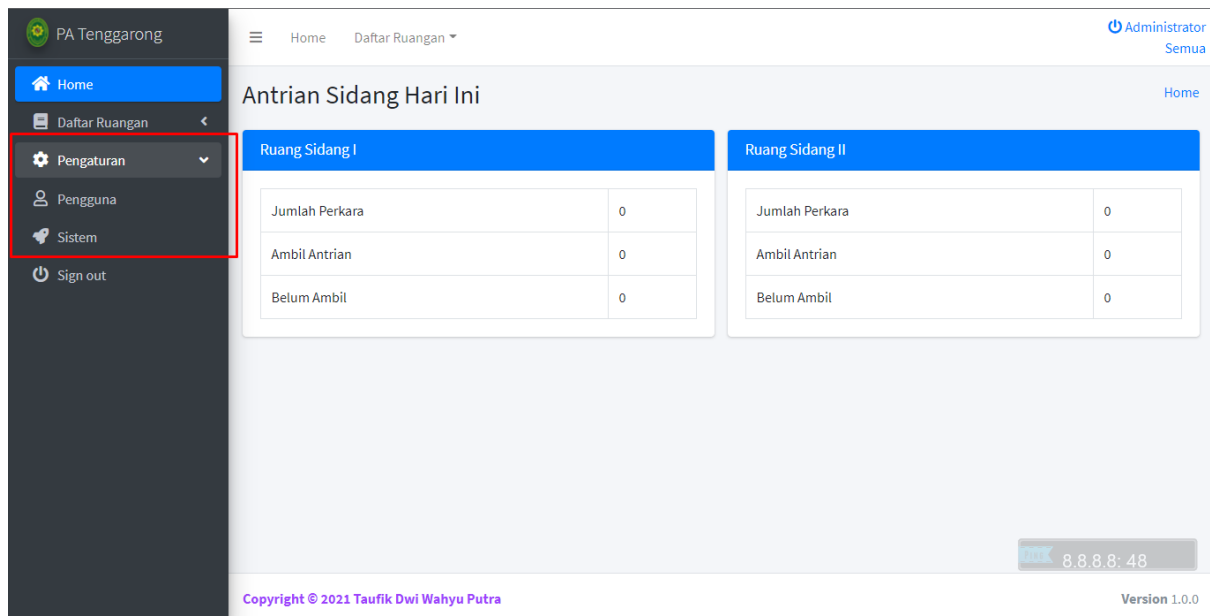 PA Tenggarong
Home
Daftar Ruangan
Pengaturan
Pengguna
Sistem
Sign out
Home Daftar Ruangan
Administrator
Semua
Antrian Sidang Hari Ini
Home
Ruang Sidang I
Jumlah Perkara 0
Ambil Antrian 0
Belum Ambil 0
Ruang Sidang II
Jumlah Perkara 0
Ambil Antrian 0
Belum Ambil 0
8.8.8.8: 48
Copyright © 2021 Taufik Dwi Wahyu Putra
Version 1.0.0